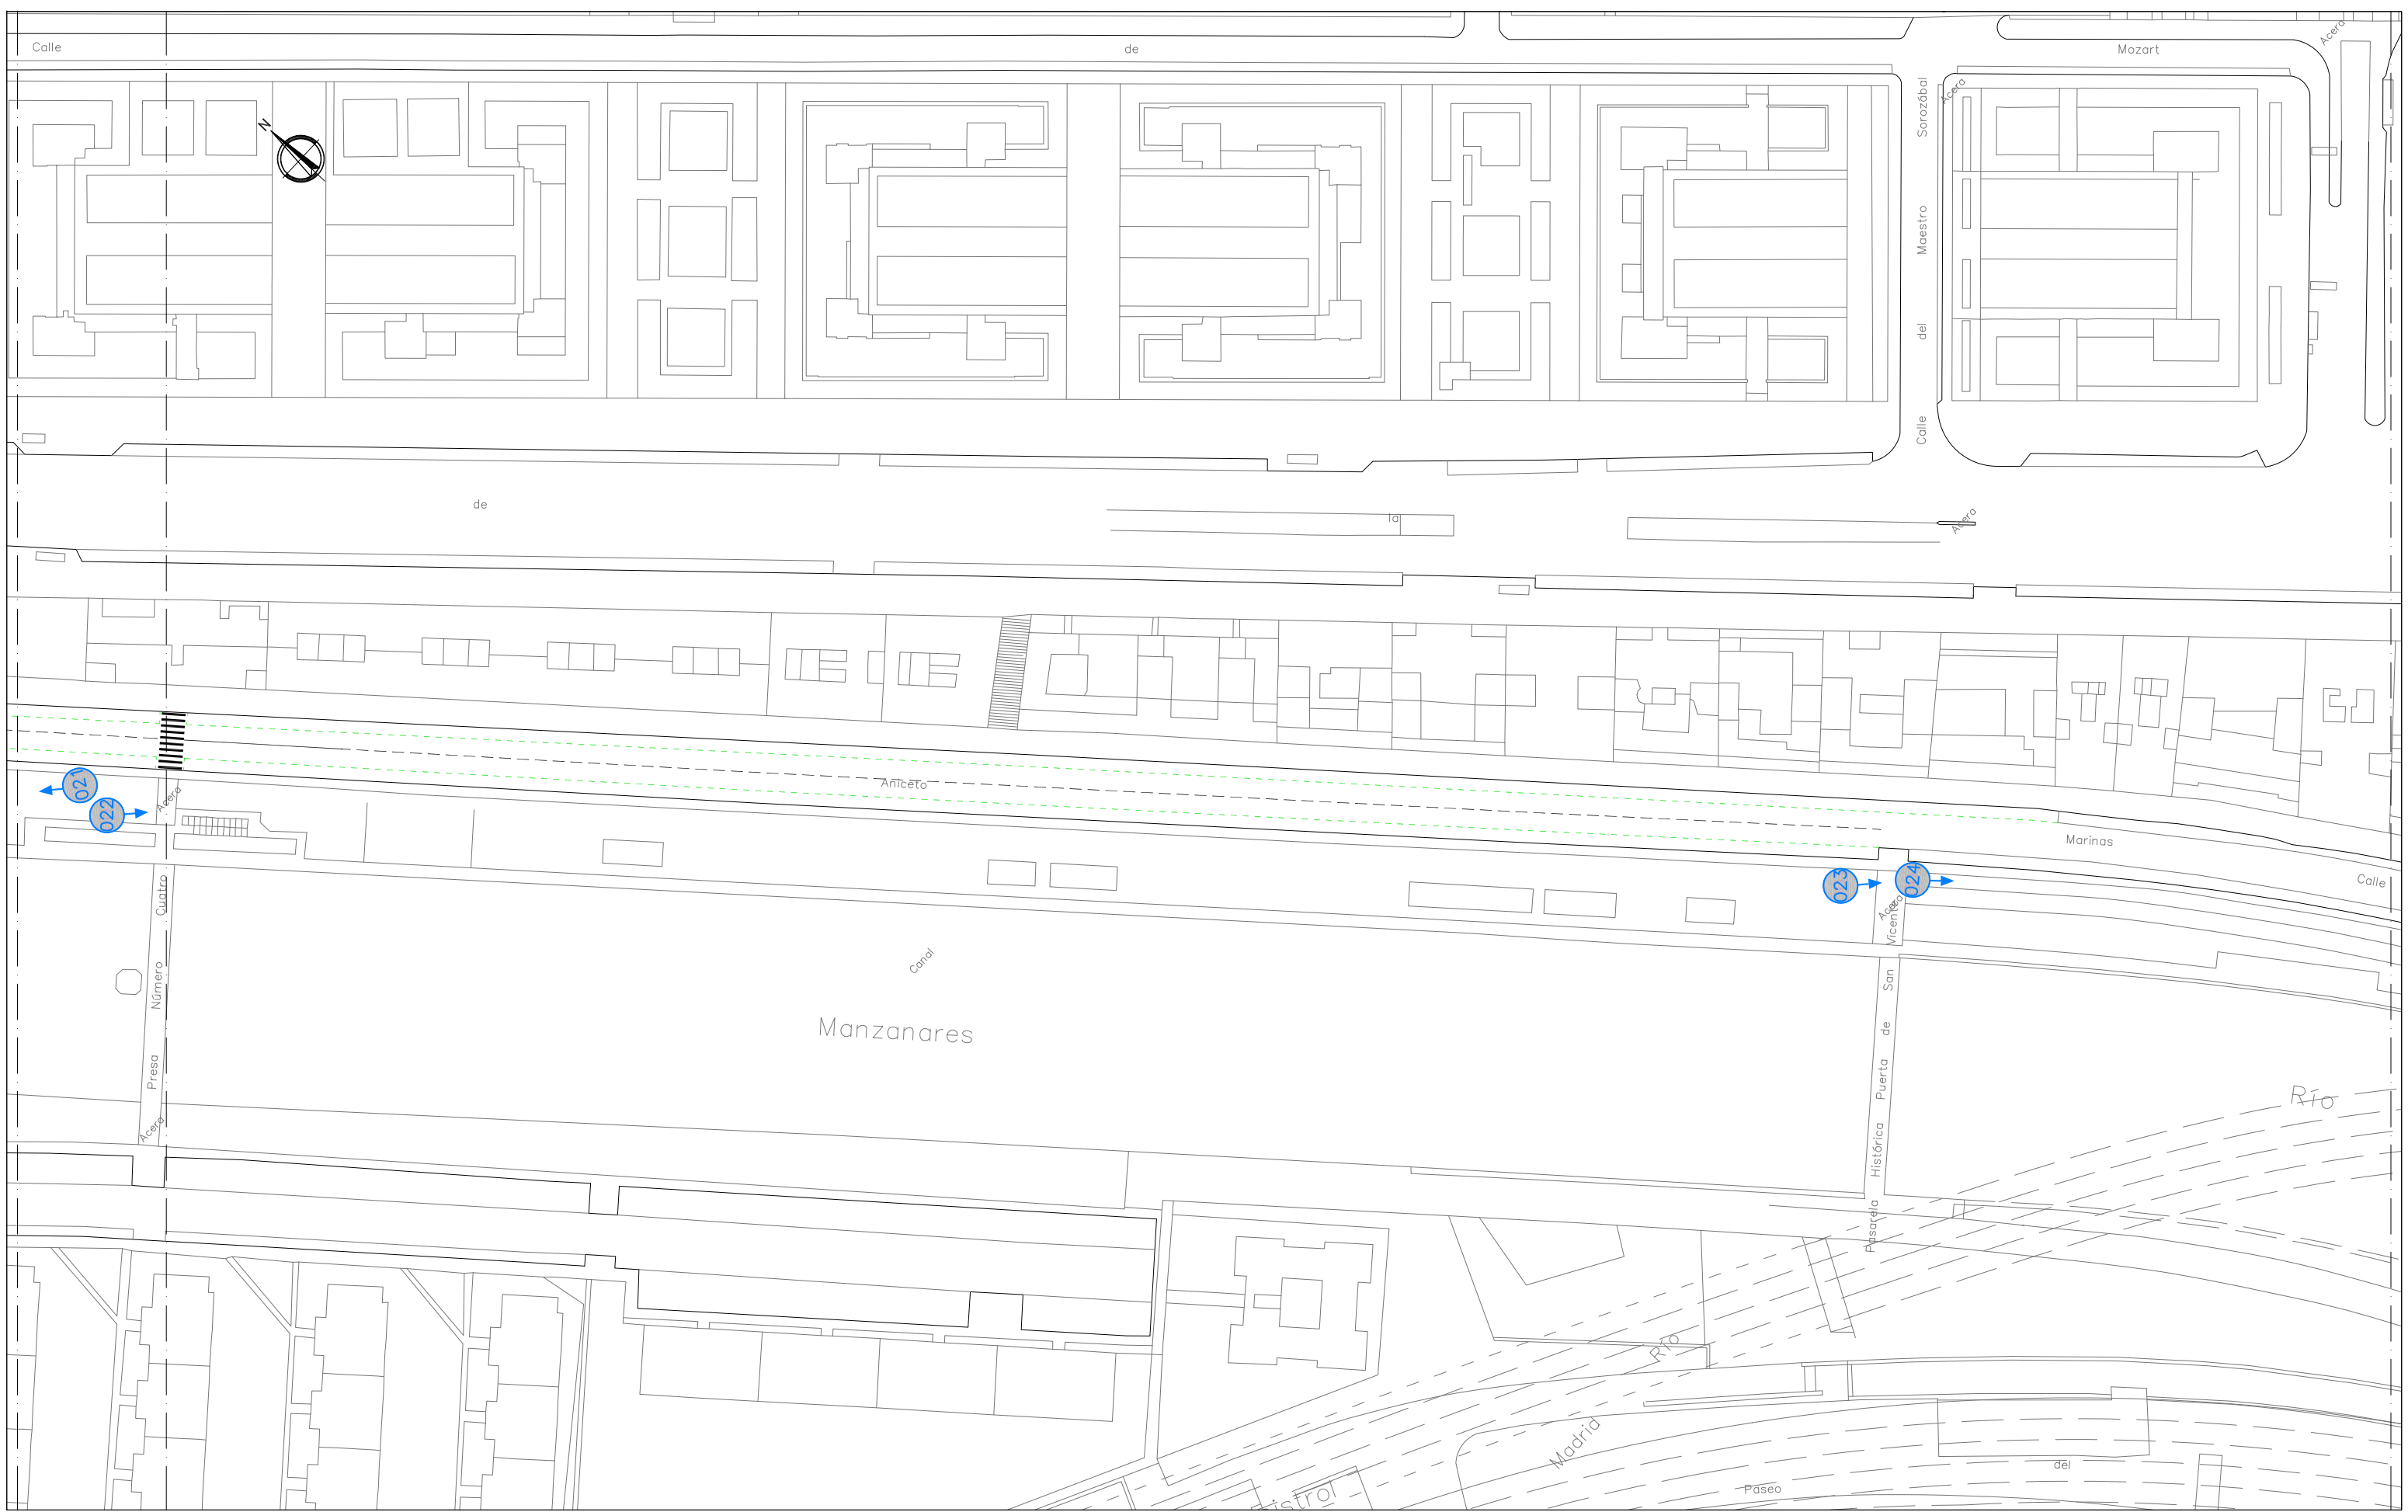 Calle
de
Mozart
Acera
Acera
N
Calle del Maestro Sorozábal
de
la
Acera
Aniceto
Marinas
Calle
021
022
Acera
023
024
Acera
Presa Número Cuatro
Acera
Canal
Manzanares
Pasarela Histórica Puerta de San Vicente
Río
Río
Madrid
Paseo
del